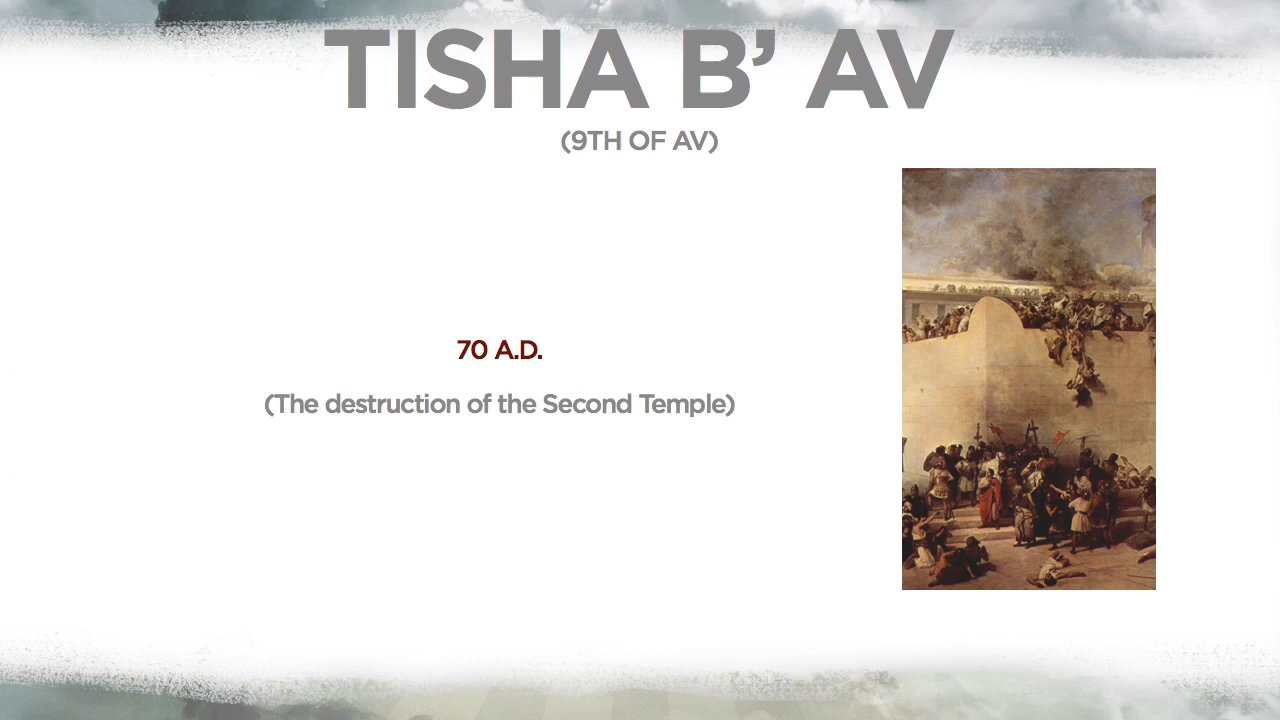 TISHA B’ AV
(9TH OF AV)
70 A.D.
(The destruction of the Second Temple)